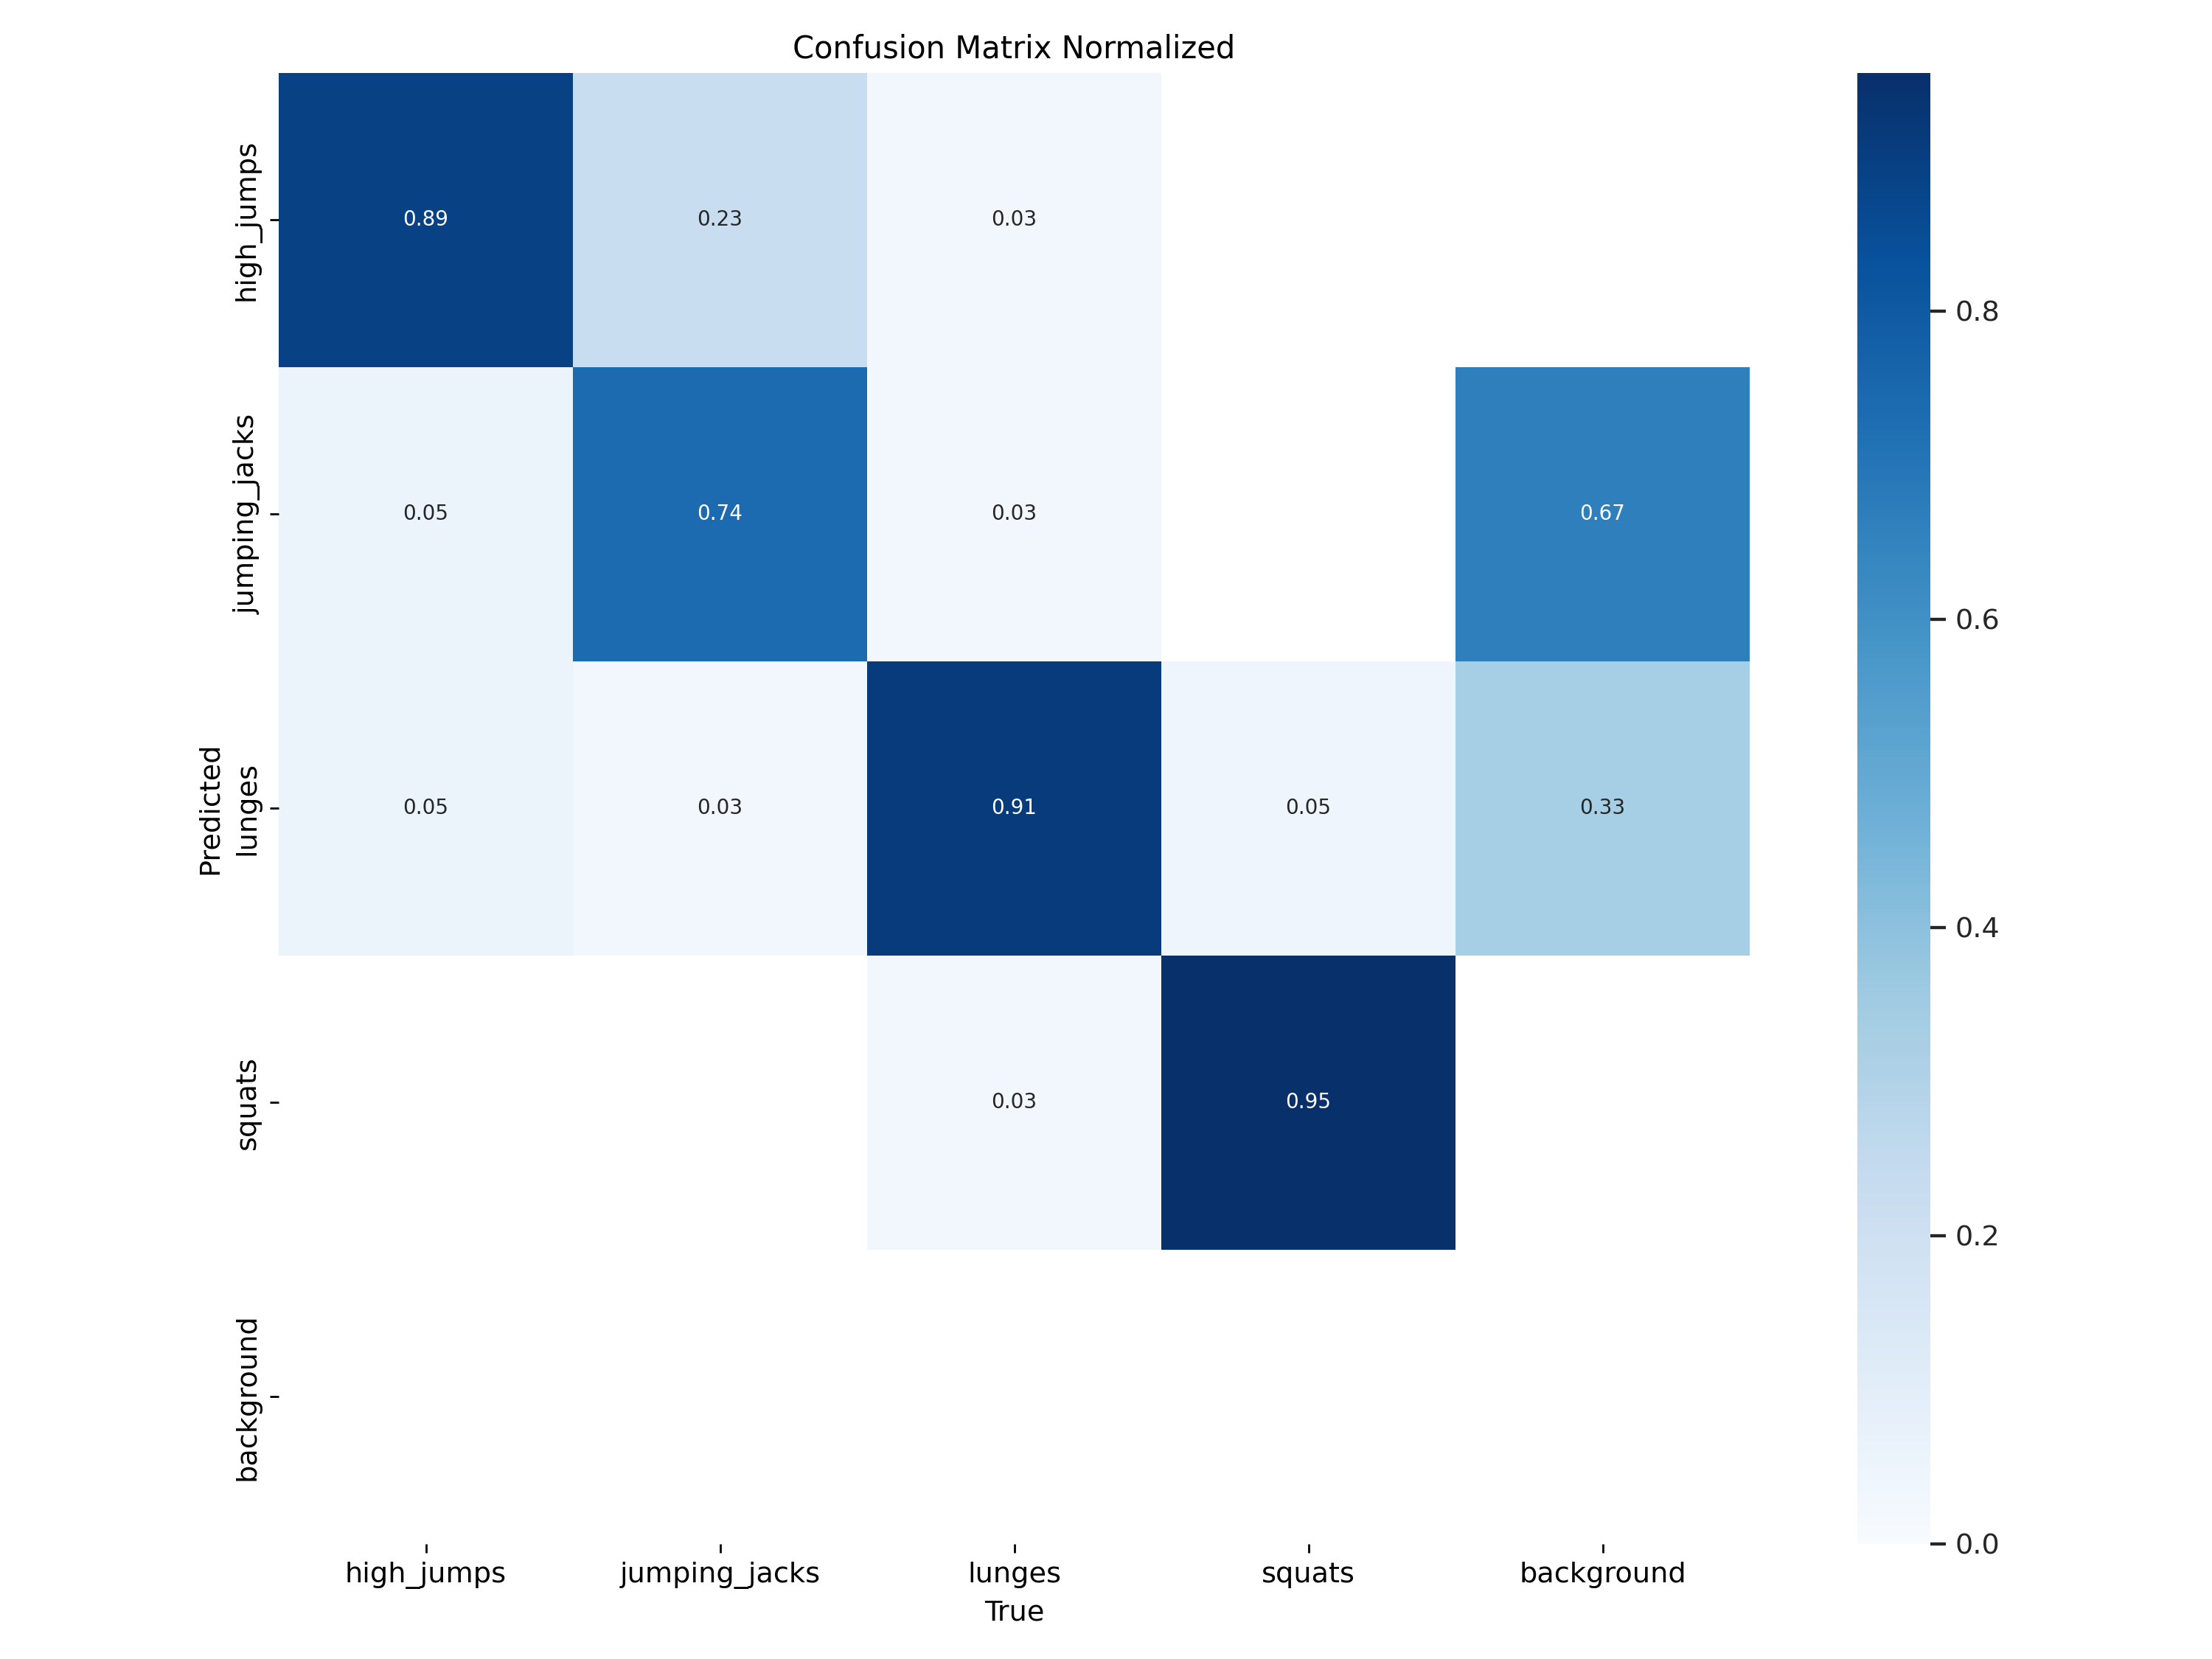 Confusion Matrix Normalized
high_jumps
0.89 0.23 0.03
0.8
jumping_jacks
0.05 0.74 0.03 0.67
0.6
Predicted
lunges
0.05 0.03 0.91 0.05 0.33
0.4
squats
0.03 0.95
0.2
background
0.0
high_jumps jumping_jacks lunges squats background
True